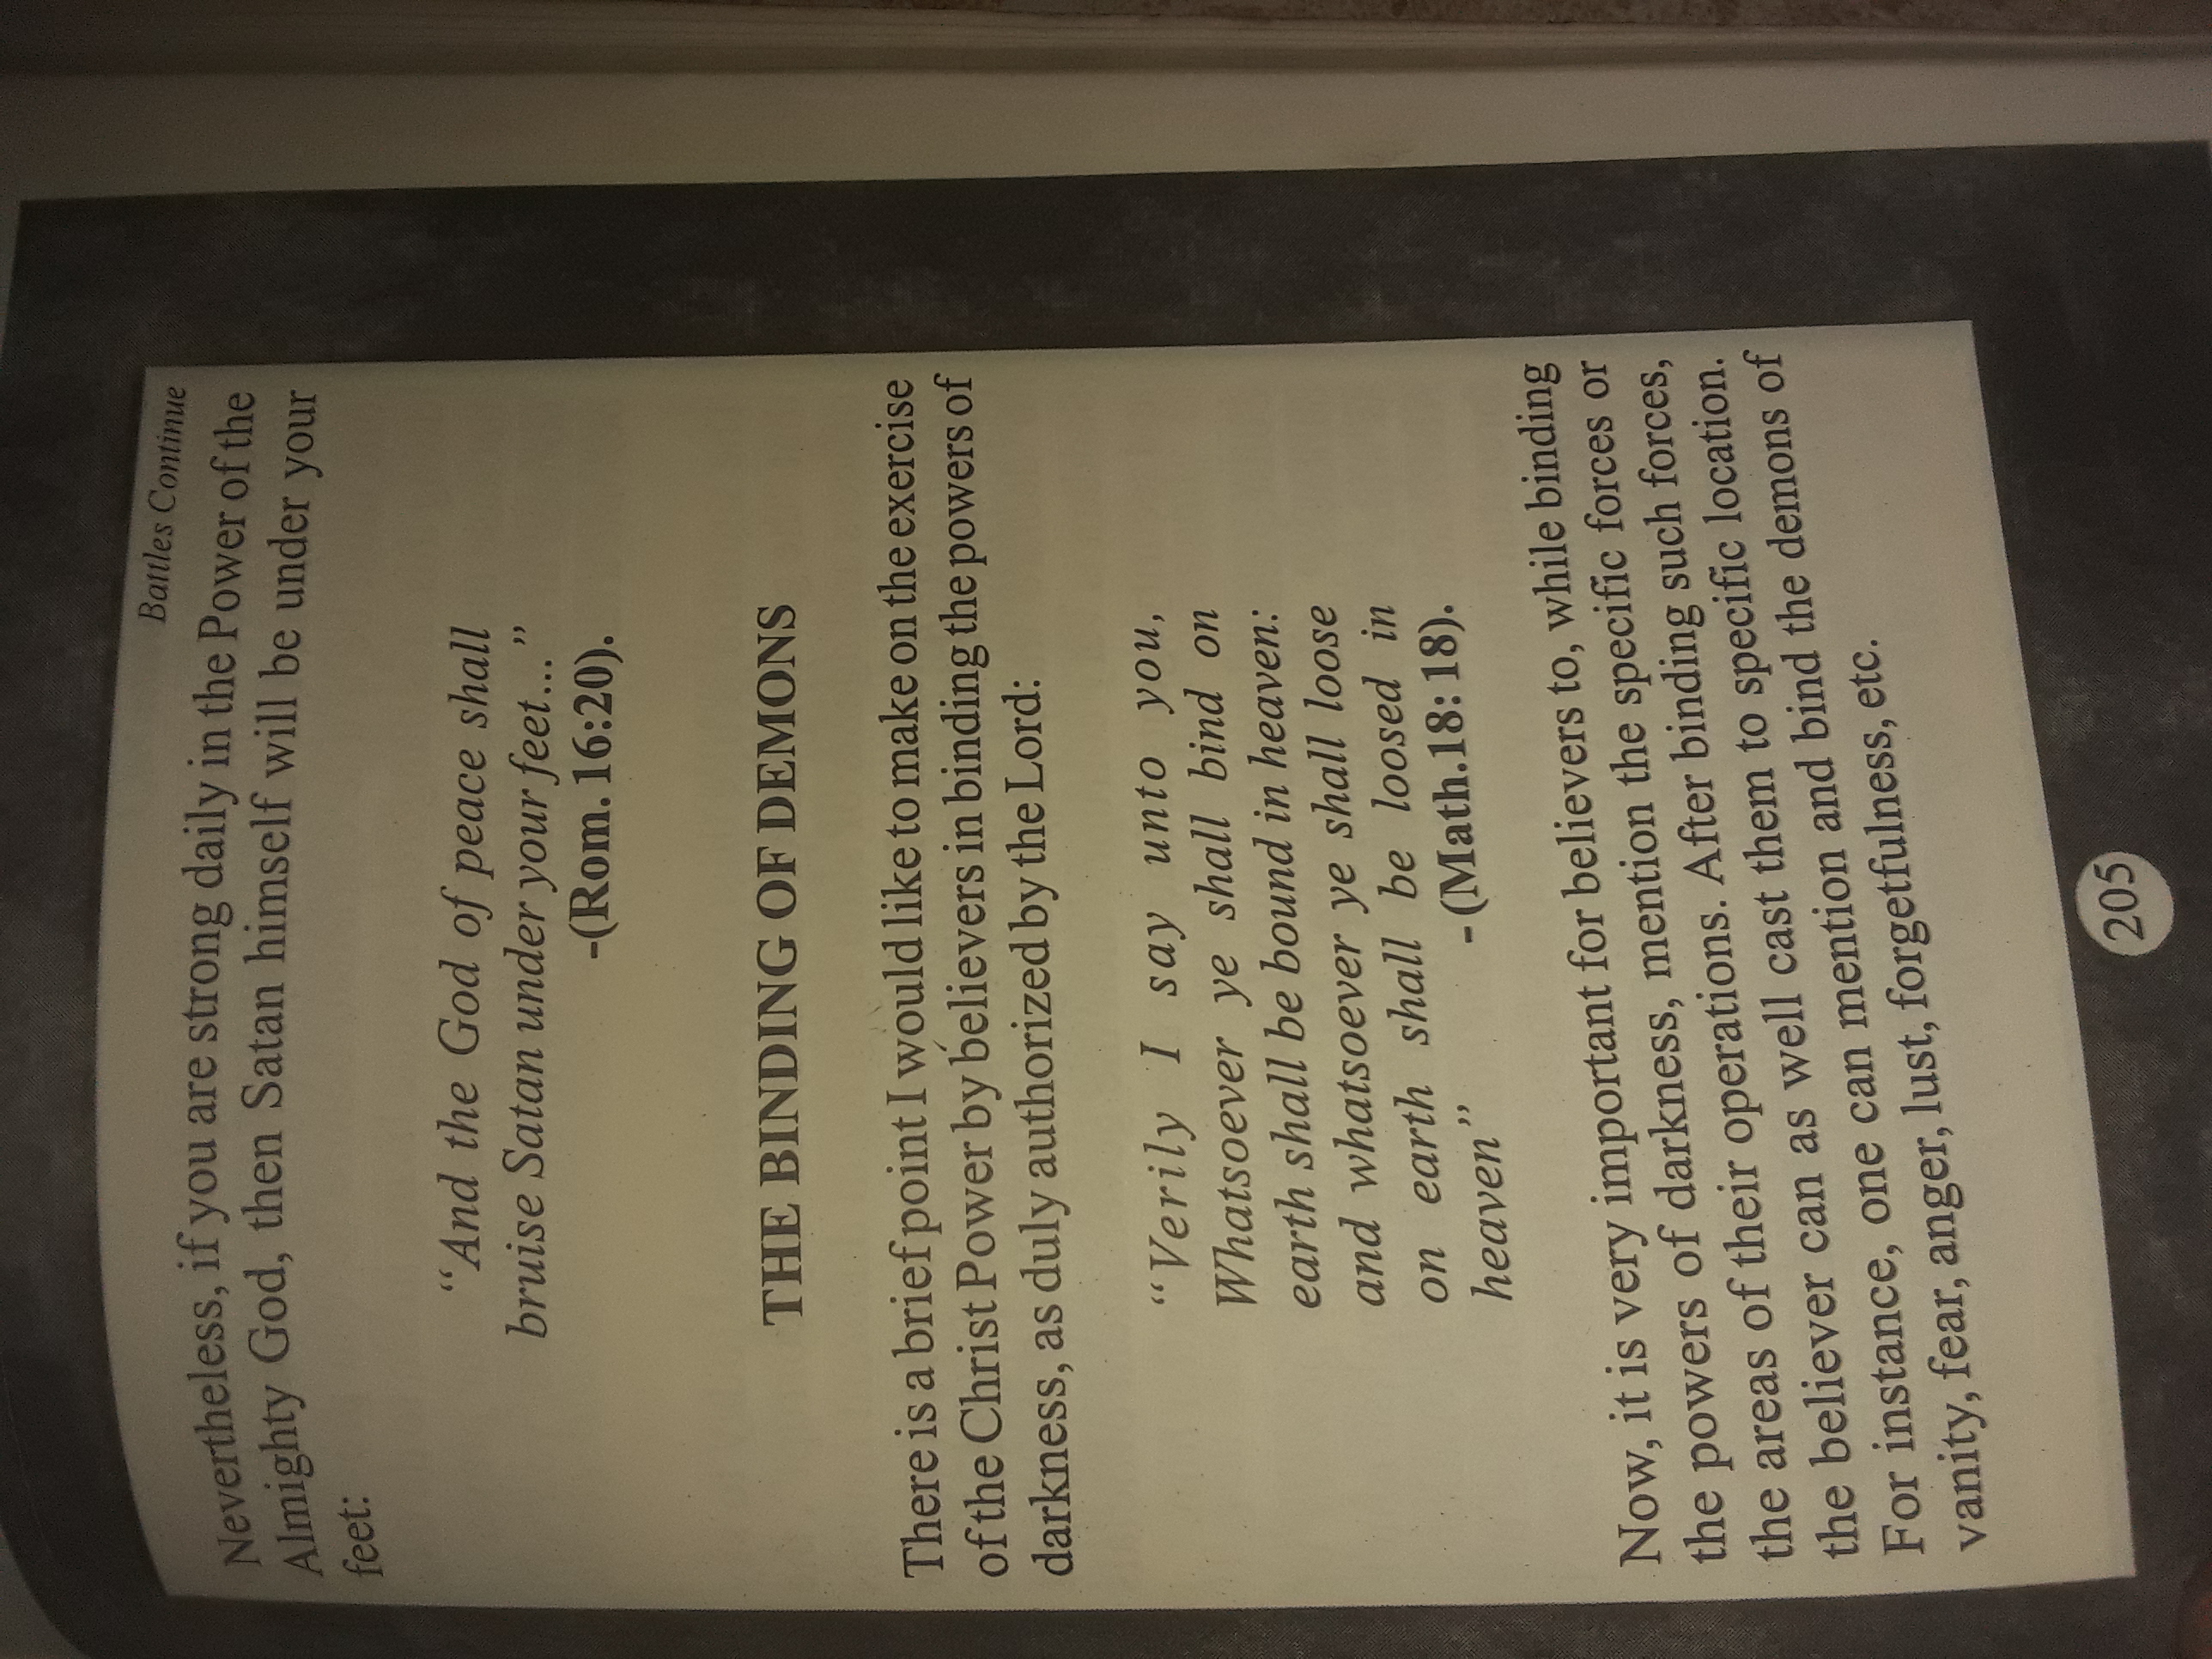 Battles Continue
Nevertheless, if you are strong daily in the Power of the
Almighty God, then Satan himself will be under your
feet:
“And the God of peace shall
bruise Satan under your feet...”
-(Rom. 16:20).
THE BINDING OF DEMONS
There is a brief point I would like to make on the exercise
of the Christ Power by believers in binding the powers of
darkness, as duly authorized by the Lord:
“Verily I say unto you,
Whatsoever ye shall bind on
earth shall be bound in heaven:
and whatsoever ye shall loose
on earth shall be loosed in
heaven”
-(Math.18:18).
Now, it is very important for believers to, while binding
the powers of darkness, mention the specific forces or
the areas of their operations. After binding such forces,
the believer can as well cast them to specific location.
For instance, one can mention and bind the demons of
vanity, fear, anger, lust, forgetfulness, etc.
205